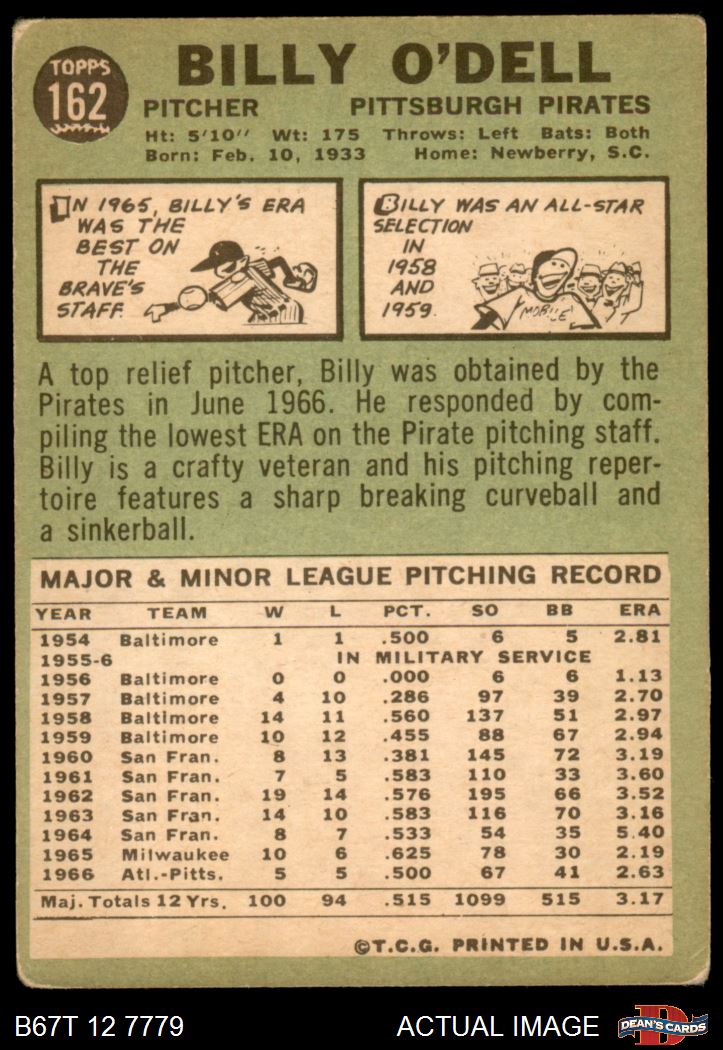 TOPPS
162
BILLY O'DELL
PITCHER PITTSBURGH PIRATES
Ht: 5'10" Wt: 175 Throws: Left Bats: Both
Born: Feb. 10, 1933 Home: Newberry, S.C.
IN 1965, BILLY'S ERA
WAS THE
BEST ON
THE
BRAVE'S
STAFF.
BILLY WAS AN ALL-STAR
SELECTION
IN
1958
AND
1959.
MOBILE
A top relief pitcher, Billy was obtained by the
Pirates in June 1966. He responded by com-
piling the lowest ERA on the Pirate pitching staff.
Billy is a crafty veteran and his pitching reper-
toire features a sharp breaking curveball and
a sinkerball.
MAJOR & MINOR LEAGUE PITCHING RECORD
YEAR TEAM W L PCT. SO BB ERA
1954 Baltimore 1 1 .500 6 5 2.81
1955-6 IN MILITARY SERVICE
1956 Baltimore 0 0 .000 6 6 1.13
1957 Baltimore 4 10 .286 97 39 2.70
1958 Baltimore 14 11 .560 137 51 2.97
1959 Baltimore 10 12 .455 88 67 2.94
1960 San Fran. 8 13 .381 145 72 3.19
1961 San Fran. 7 5 .583 110 33 3.60
1962 San Fran. 19 14 .576 195 66 3.52
1963 San Fran. 14 10 .583 116 70 3.16
1964 San Fran. 8 7 .533 54 35 5.40
1965 Milwaukee 10 6 .625 78 30 2.19
1966 Atl.-Pitts. 5 5 .500 67 41 2.63
Maj. Totals 12 Yrs. 100 94 .515 1099 515 3.17
©T.C.G. PRINTED IN U.S.A.
B67T 12 7779 ACTUAL IMAGE
D
DEAN'S CARDS